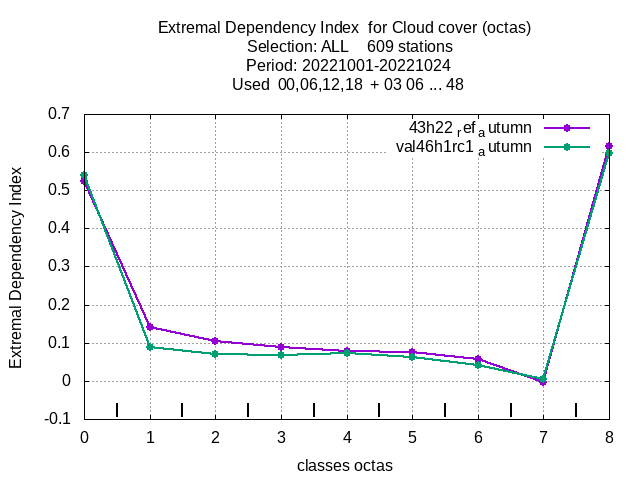 Extremal Dependency Index  for Cloud cover (octas)
Selection: ALL    609 stations
Period: 20221001-20221024
Used  00,06,12,18  + 03 06 ... 48
43h22 ref a utumn
val46h1rc1 a utumn
0.7
0.6
0.5
0.4
0.3
0.2
0.1
0
-0.1
Extremal Dependency Index
0 1 2 3 4 5 6 7 8
classes octas